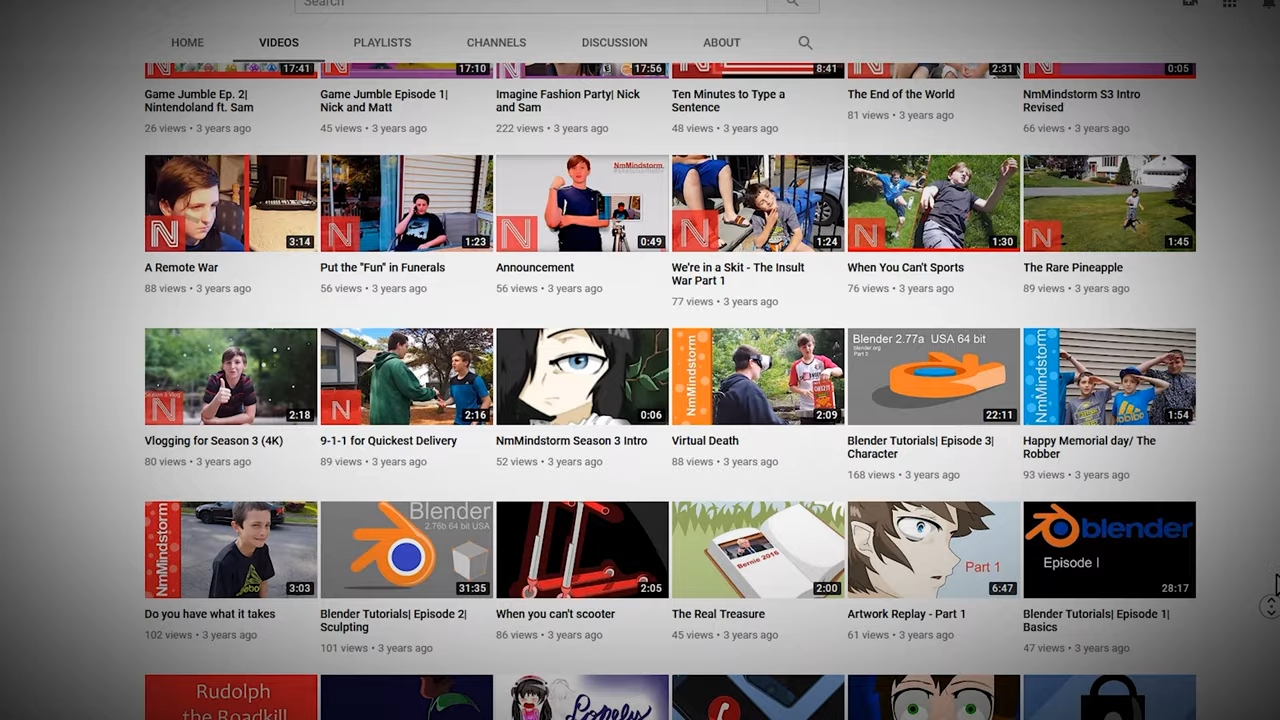 Search
HOME
VIDEOS
PLAYLISTS
CHANNELS
DISCUSSION
ABOUT
17:41
17:10
17:56
8:41
2:31
0:05
Game Jumble Ep. 2|
Nintendoland ft. Sam
26 views • 3 years ago
Game Jumble Episode 1|
Nick and Matt
45 views • 3 years ago
Imagine Fashion Party| Nick
and Sam
222 views • 3 years ago
Ten Minutes to Type a
Sentence
48 views • 3 years ago
The End of the World
81 views • 3 years ago
NmMindstorm S3 Intro
Revised
66 views • 3 years ago
N
3:14
A Remote War
88 views • 3 years ago
N
1:23
Put the "Fun" in Funerals
56 views • 3 years ago
NmMindstorm
N
0:49
Announcement
56 views • 3 years ago
N
1:24
We're in a Skit - The Insult
War Part 1
77 views • 3 years ago
N
1:30
When You Can't Sports
76 views • 3 years ago
N
1:45
The Rare Pineapple
89 views • 3 years ago
N
2:18
Vlogging for Season 3 (4K)
80 views • 3 years ago
N
2:16
9-1-1 for Quickest Delivery
89 views • 3 years ago
0:06
NmMindstorm Season 3 Intro
52 views • 3 years ago
NmMindstorm
2:09
Virtual Death
88 views • 3 years ago
Blender 2.77a USA 64 bit
blender.org
22:11
Blender Tutorials| Episode 3|
Character
168 views • 3 years ago
NmMindstorm
1:54
Happy Memorial day/ The
Robber
93 views • 3 years ago
NmMindstorm
3:03
Do you have what it takes
102 views • 3 years ago
Blender
2.76b 64 bit USA
31:35
Blender Tutorials| Episode 2|
Sculpting
101 views • 3 years ago
2:05
When you can't scooter
86 views • 3 years ago
Bernie 2016
2:00
The Real Treasure
45 views • 3 years ago
Part 1
6:47
Artwork Replay - Part 1
61 views • 3 years ago
blender
Episode I
28:17
Blender Tutorials| Episode 1|
Basics
47 views • 3 years ago
Rudolph
the Roadkill
Lonely